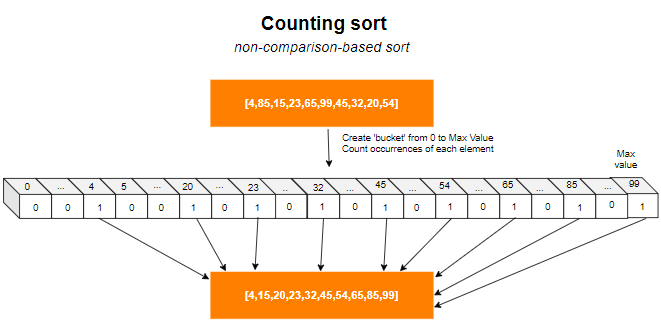 Counting sort
non-comparison-based sort
[4,85,15,23,65,99,45,32,20,54]
Create 'bucket' from 0 to Max Value
Count occurrences of each element
Max
value
0 ... 4 5 ... 20 ... 23 .. 32 ... 45 ... 54 ... 65 ... 85 ... 99
0 0 1 0 0 1 0 1 0 1 0 1 0 1 0 1 0 1 0 1
[4,15,20,23,32,45,54,65,85,99]